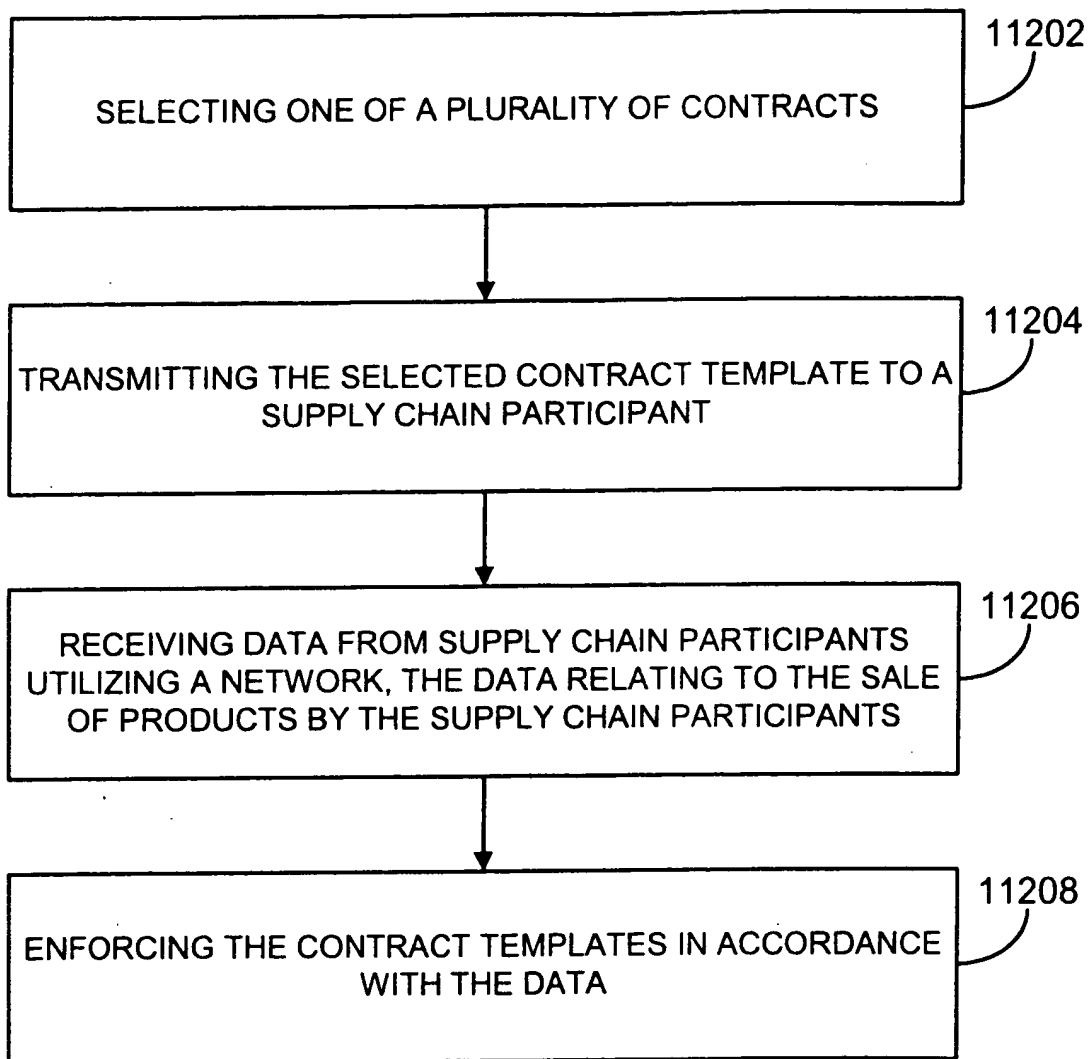 11202
SELECTING ONE OF A PLURALITY OF CONTRACTS
11204
TRANSMITTING THE SELECTED CONTRACT TEMPLATE TO A
SUPPLY CHAIN PARTICIPANT
11206
RECEIVING DATA FROM SUPPLY CHAIN PARTICIPANTS
UTILIZING A NETWORK, THE DATA RELATING TO THE SALE
OF PRODUCTS BY THE SUPPLY CHAIN PARTICIPANTS
11208
ENFORCING THE CONTRACT TEMPLATES IN ACCORDANCE
WITH THE DATA